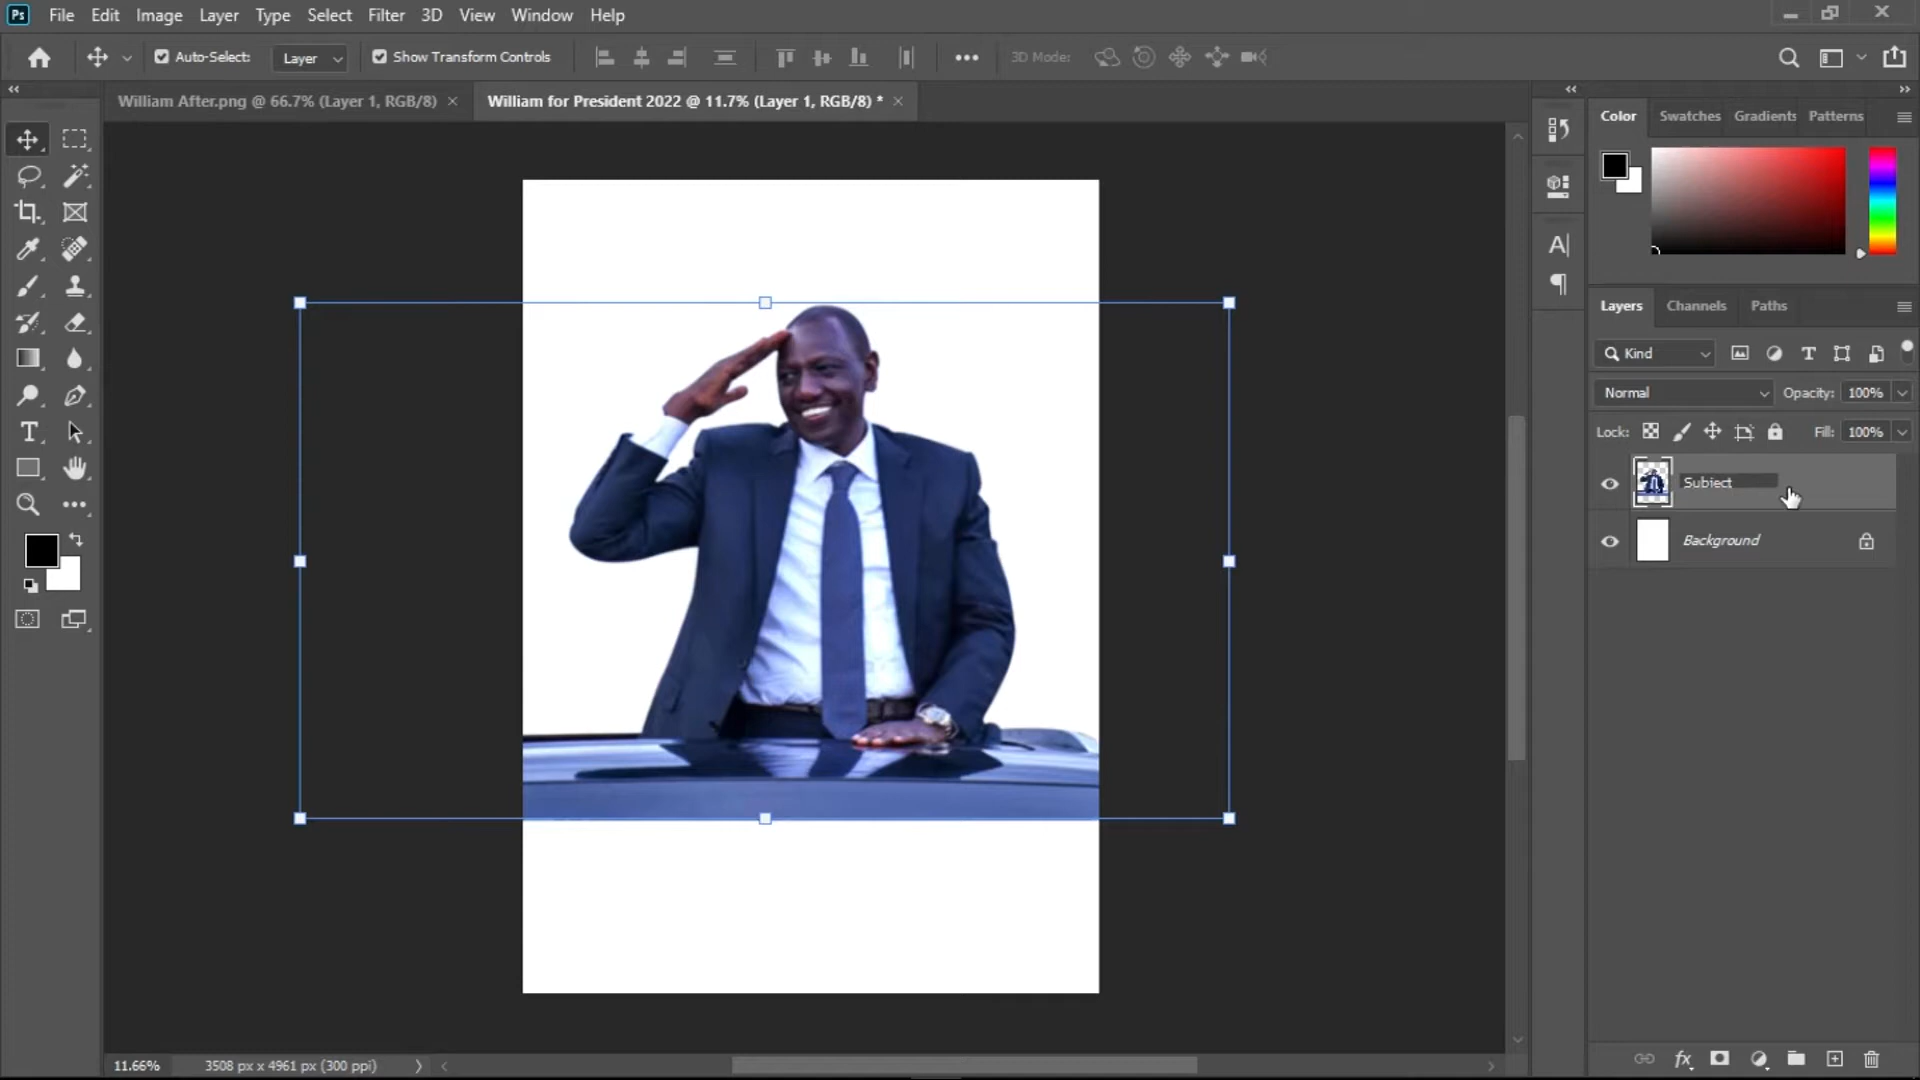 Ps File Edit Image Layer Type Select Filter 3D View Window Help
Auto-Select: Layer Show Transform Controls 3D Mode:
William After.png @ 66.7% (Layer 1, RGB/8) William for President 2022 @ 11.7% (Layer 1, RGB/8) *
Color Swatches Gradients Patterns
Layers Channels Paths
Kind
Normal Opacity: 100%
Lock: Fill: 100%
Subject
Background
11.66% 3508 px x 4961 px (300 ppi)